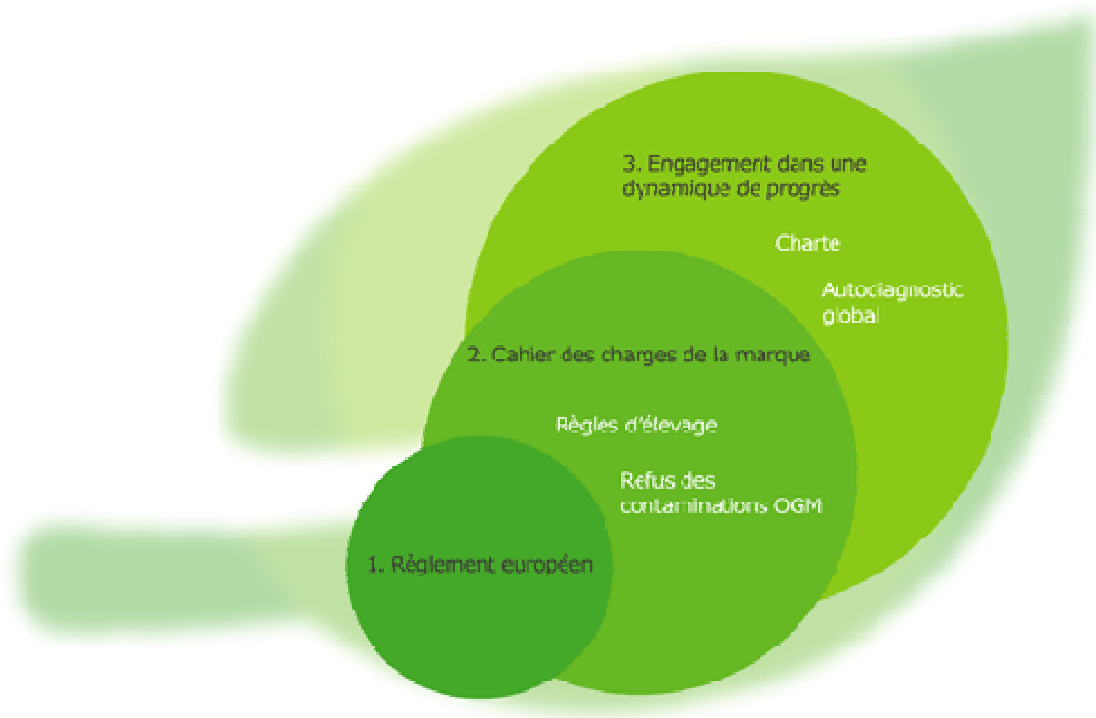 3. Engagement dans une
dynamique de progrès
Charte
Autodiagnostic
global
2. Cahier des charges de la marque
Règles d'élevage
Refus des
contaminations OGM
1. Règlement européen